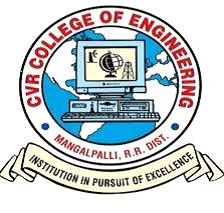 CVR COLLEGE OF ENGINEERING
MANGALPALLI, R.R. DIST.
INSTITUTION IN PURSUIT OF EXCELLENCE